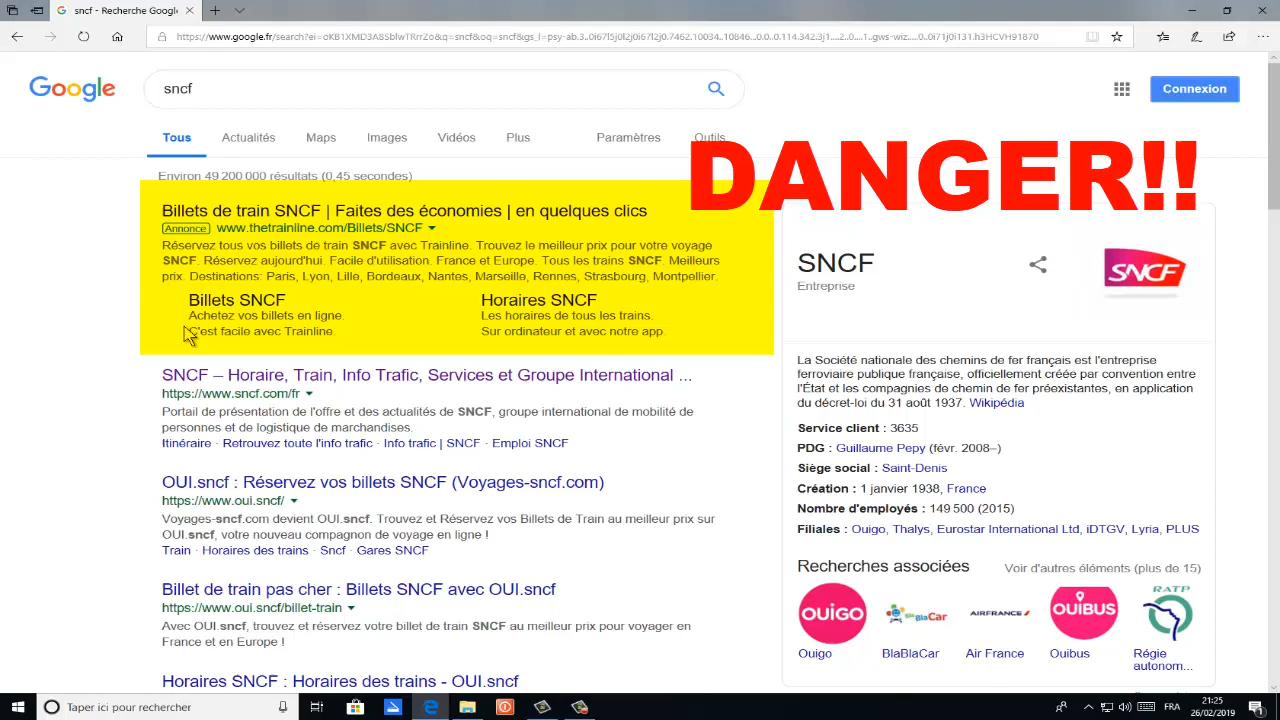 sncf - Recherche Google
https://www.google.fr/search?ei=oKB1XMD3A8SblwTRrZo&q=sncf&oq=sncf&gs_l=psy-ab.3..0i67l5j0l2j0i67l2j0.7462.10034..10846...0.0..0.114.342.3j1....2..0....1..gws-wiz.....0..0i71j0i131.h3HCVH91870
Google
sncf
Connexion
Tous Actualités Maps Images Vidéos Plus Paramètres Outils
DANGER!!
Environ 49 200 000 résultats (0,45 secondes)
Billets de train SNCF | Faites des économies | en quelques clics
Annonce www.thetrainline.com/Billets/SNCF
Réservez tous vos billets de train SNCF avec Trainline. Trouvez le meilleur prix pour votre voyage
SNCF. Réservez aujourd'hui. Facile d'utilisation. France et Europe. Tous les trains SNCF. Meilleurs
prix. Destinations: Paris, Lyon, Lille, Bordeaux, Nantes, Marseille, Rennes, Strasbourg, Montpellier.
Billets SNCF
Achetez vos billets en ligne.
C'est facile avec Trainline.
Horaires SNCF
Les horaires de tous les trains.
Sur ordinateur et avec notre app.
SNCF – Horaire, Train, Info Trafic, Services et Groupe International ...
https://www.sncf.com/fr
Portail de présentation de l'offre et des actualités de SNCF, groupe international de mobilité de
personnes et de logistique de marchandises.
Itinéraire · Retrouvez toute l'info trafic · Info trafic | SNCF · Emploi SNCF
OUI.sncf : Réservez vos billets SNCF (Voyages-sncf.com)
https://www.oui.sncf/
Voyages-sncf.com devient OUI.sncf. Trouvez et Réservez vos Billets de Train au meilleur prix sur
OUI.sncf, votre nouveau compagnon de voyage en ligne !
Train · Horaires des trains · Sncf · Gares SNCF
Billet de train pas cher : Billets SNCF avec OUI.sncf
https://www.oui.sncf/billet-train
Avec OUI.sncf, trouvez et réservez votre billet de train SNCF au meilleur prix pour voyager en
France et en Europe !
Horaires SNCF : Horaires des trains - OUI.sncf
SNCF
Entreprise
SNCF
La Société nationale des chemins de fer français est l'entreprise
ferroviaire publique française, officiellement créée par convention entre
l'État et les compagnies de chemin de fer préexistantes, en application
du décret-loi du 31 août 1937. Wikipédia
Service client : 3635
PDG : Guillaume Pepy (févr. 2008–)
Siège social : Saint-Denis
Création : 1 janvier 1938, France
Nombre d'employés : 149 500 (2015)
Filiales : Ouigo, Thalys, Eurostar International Ltd, iDTGV, Lyria, PLUS
Recherches associées
Voir d'autres éléments (plus de 15)
OUIGO
BlaBlaCar
AIRFRANCE
OUIBUS
RATP
Ouigo
BlaBlaCar
Air France
Ouibus
Régie
autonom...
Taper ici pour rechercher
FRA
21:25
26/02/2019